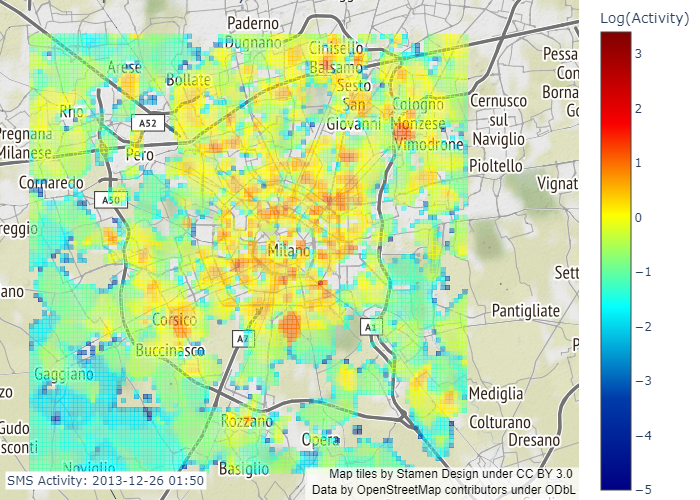 Log(Activity)
Paderno
Dugnano
Cinisello
Balsamo
Arese
Bollate
Sesto
San
Giovanni
Cologno
Monzese
Vimodrone
Cernusco
sul
Naviglio
Pessa
Con
Borna
Go
Rho
A52
Pregnana
Milanese
Pero
Pioltello
Cornaredo
A50
Vignat
reggio
Milano
Sett
ano
Corsico
A7
A1
Pantigliate
P
Buccinasco
Gaggiano
zo
Mediglia
Rozzano
Colturano
Dresano
Gudo
sconti
Opera
Noviglio
Basiglio
3
2
1
0
−1
−2
−3
−4
−5
SMS Activity: 2013-12-26 01:50
Map tiles by Stamen Design under CC BY 3.0
Data by OpenStreetMap contributors under ODbL